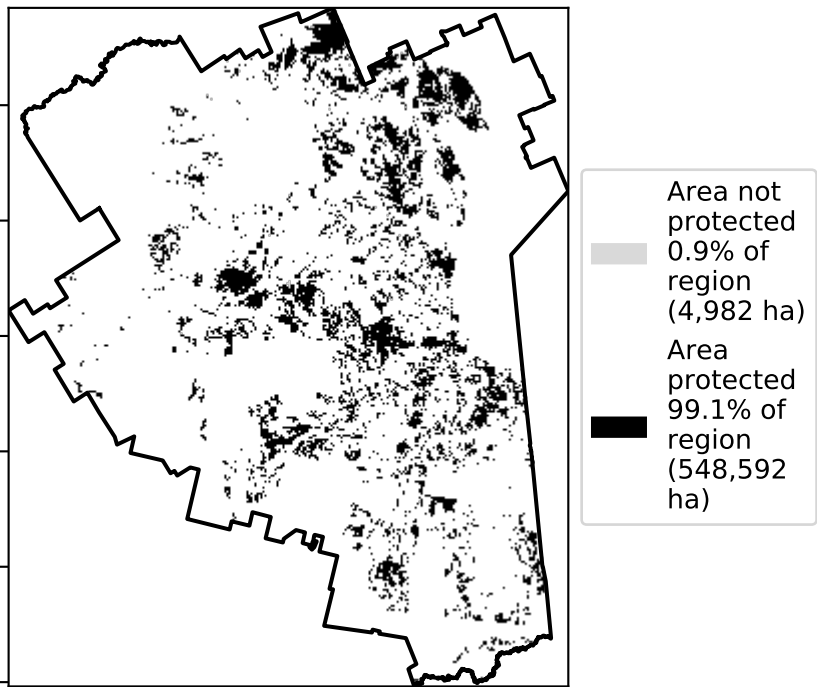 Area not
protected
0.9% of
region
(4,982 ha)
Area
protected
99.1% of
region
(548,592
ha)